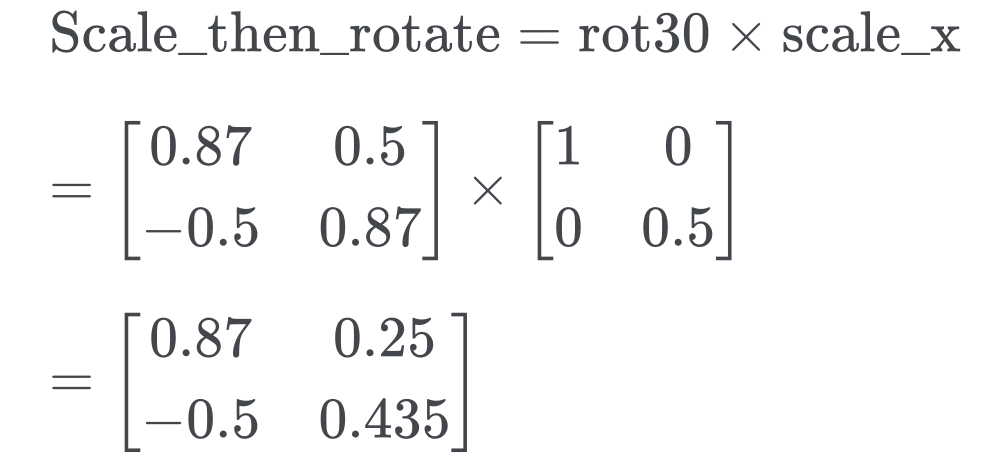 Scale_then_rotate = rot30 × scale_x
= [0.87 0.5
−0.5 0.87] × [1 0
0 0.5]
= [0.87 0.25
−0.5 0.435]